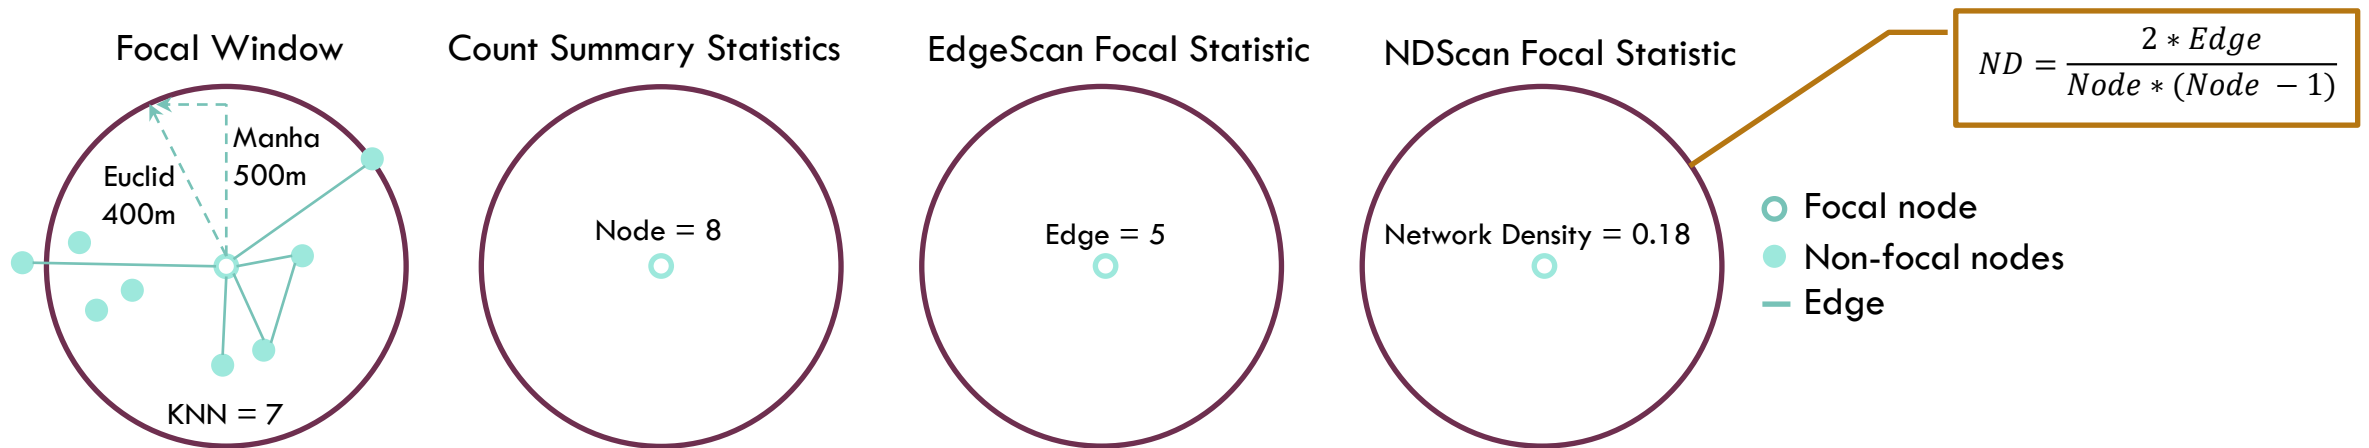 Focal Window
Manha
500m
Euclid
400m
KNN = 7
Count Summary Statistics
Node = 8
EdgeScan Focal Statistic
Edge = 5
NDScan Focal Statistic
Network Density = 0.18
ND = 2 * Edge / Node * (Node − 1)
Focal node
Non-focal nodes
Edge